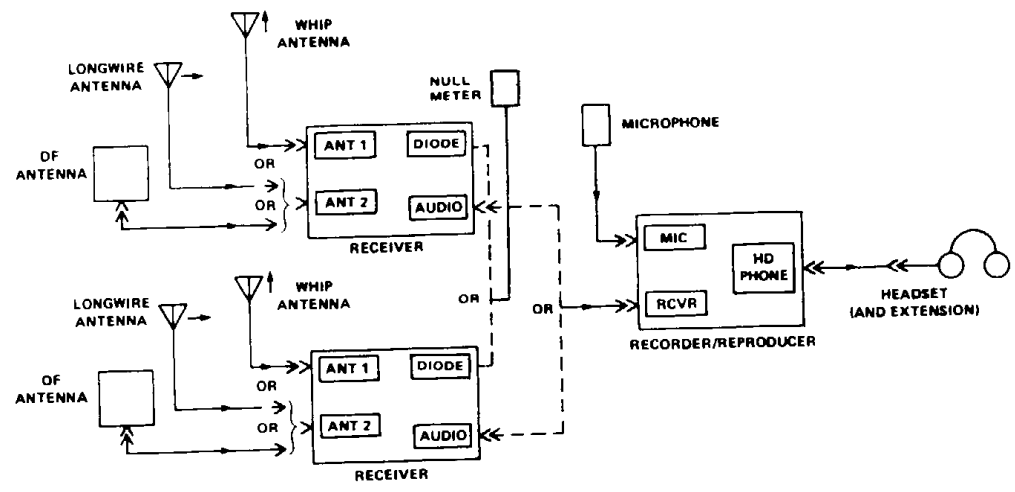 WHIP
ANTENNA
LONGWIRE
ANTENNA
DF
ANTENNA
OR
OR
ANT 1
DIODE
ANT 2
AUDIO
RECEIVER
NULL
METER
MICROPHONE
MIC
HD
PHONE
RCVR
RECORDER/REPRODUCER
HEADSET
(AND EXTENSION)
OR
OR
WHIP
ANTENNA
LONGWIRE
ANTENNA
OF
ANTENNA
OR
OR
ANT 1
DIODE
ANT 2
AUDIO
RECEIVER